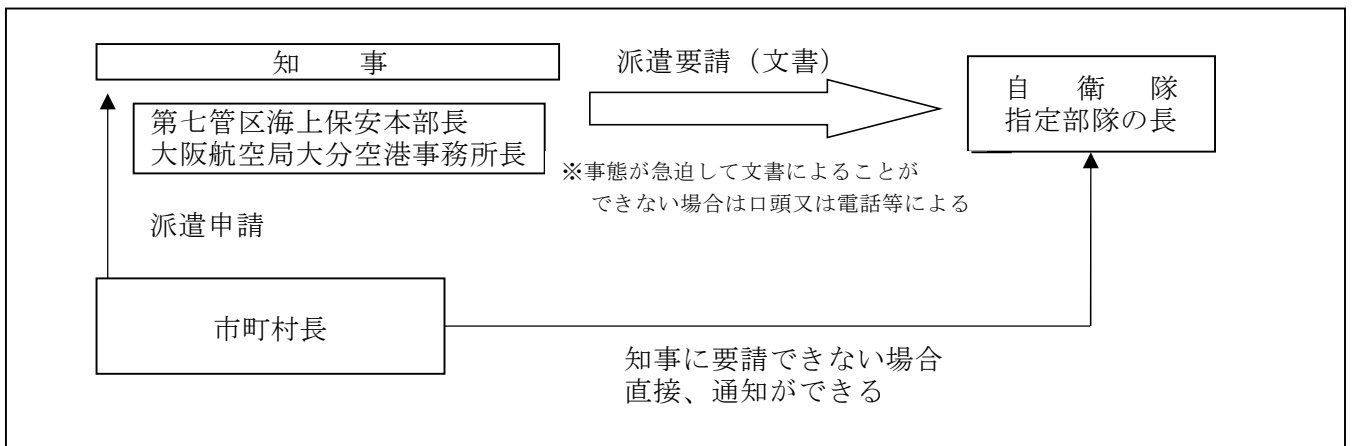 知　事
第七管区海上保安本部長
大阪航空局大分空港事務所長
派遣要請（文書）
※事態が急迫して文書によることが
できない場合は口頭又は電話等による
自　衛　隊
指定部隊の長
派遣申請
市町村長
知事に要請できない場合
直接、通知ができる